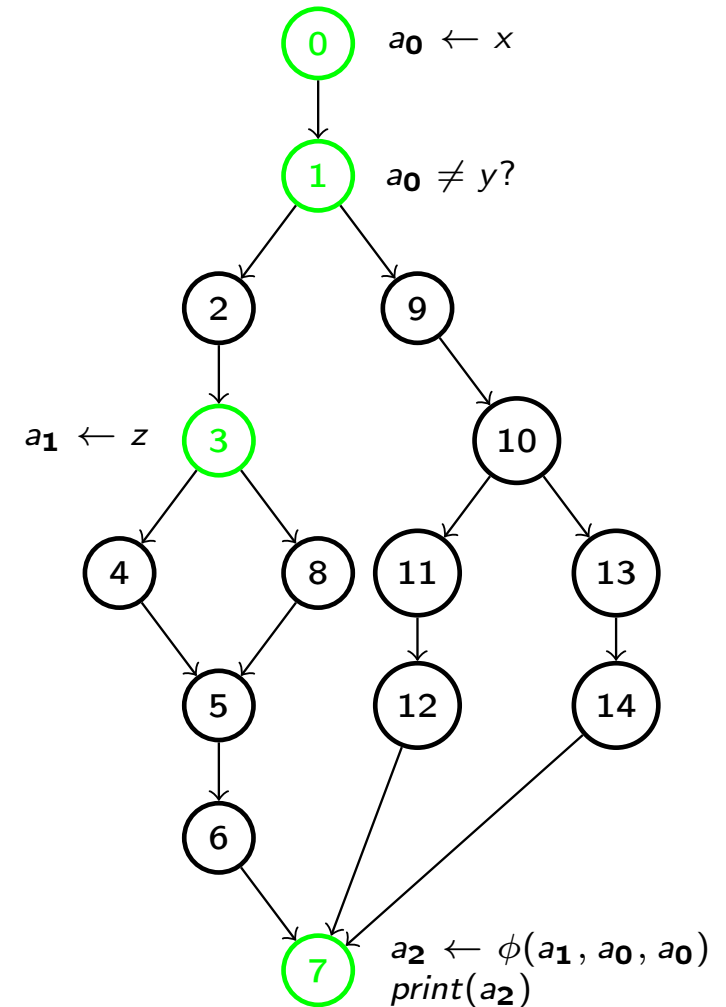 0 a₀ ← x
1 a₀ ≠ y?
2 9
a₁ ← z 3 10
4 8 11 13
5 12 14
6
7 a₂ ← ϕ(a₁, a₀, a₀)
print(a₂)